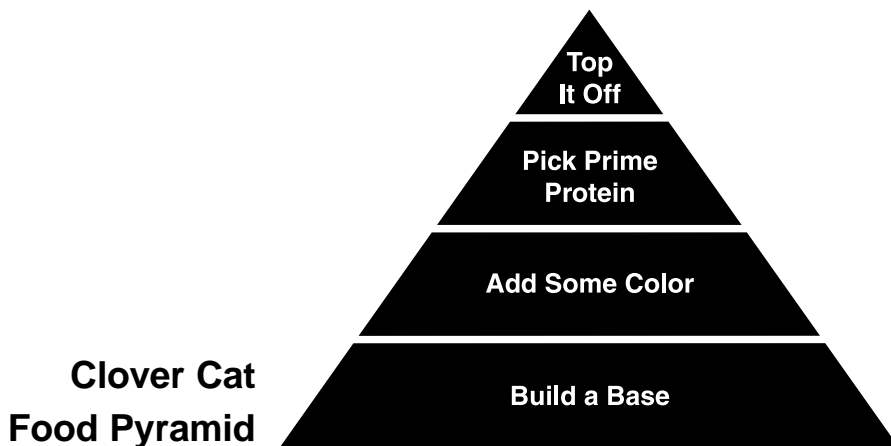 Top
It Off
Pick Prime
Protein
Add Some Color
Build a Base
Clover Cat
Food Pyramid